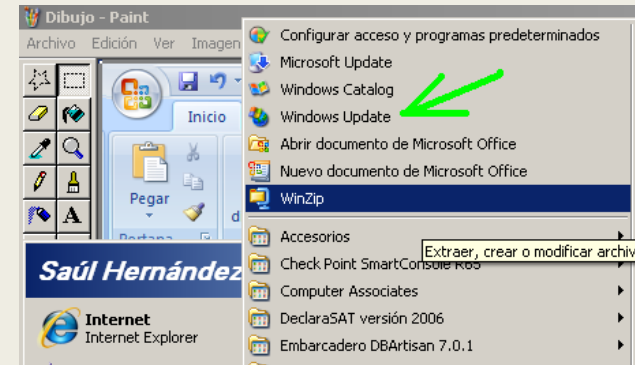 Dibujo - Paint
Archivo Edición Ver Imagen
Inicio
Pegar
Saúl Hernández
Internet
Internet Explorer
Configurar acceso y programas predeterminados
Microsoft Update
Windows Catalog
Windows Update
Abrir documento de Microsoft Office
Nuevo documento de Microsoft Office
WinZip
Accesorios
Extraer, crear o modificar archiv
Check Point SmartConsole R65
Computer Associates
DeclaraSAT versión 2006
Embarcadero DBArtisan 7.0.1